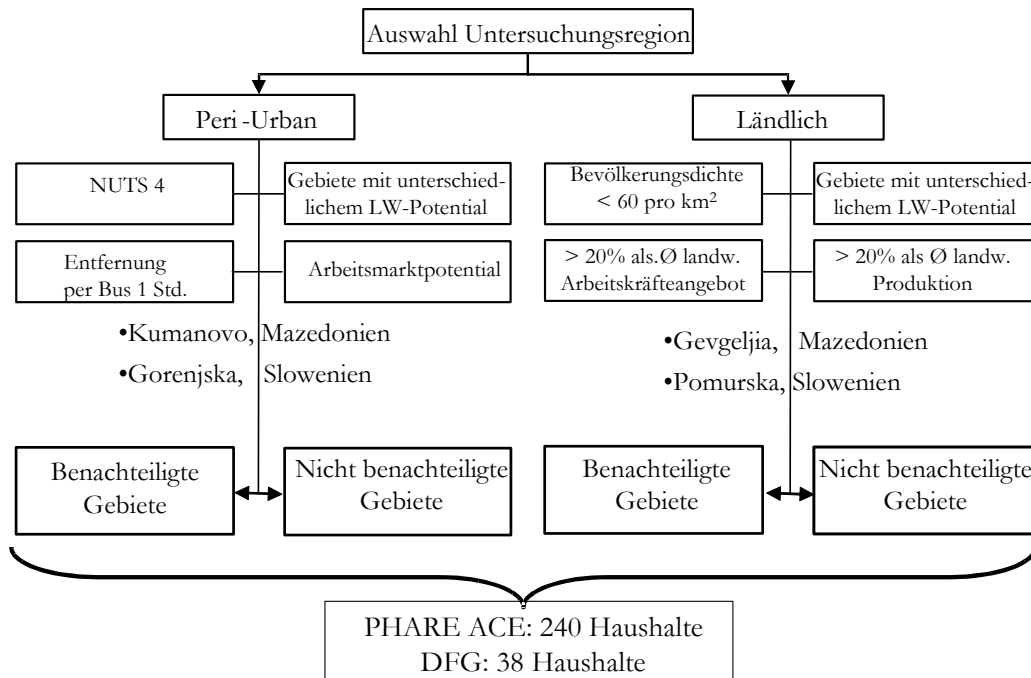 Auswahl Untersuchungsregion
Peri-Urban
Ländlich
NUTS 4
Gebiete mit unterschied-
lichem LW-Potential
Bevölkerungsdichte
< 60 pro km²
Gebiete mit unterschied-
lichem LW-Potential
Entfernung
per Bus 1 Std.
Arbeitsmarktpotential
> 20% als.Ø landw.
Arbeitskräfteangebot
> 20% als Ø landw.
Produktion
•Kumanovo, Mazedonien
•Gorenjska, Slowenien
•Gevgeljia, Mazedonien
•Pomurska, Slowenien
Benachteiligte
Gebiete
Nicht benachteiligte
Gebiete
Benachteiligte
Gebiete
Nicht benachteiligte
Gebiete
PHARE ACE: 240 Haushalte
DFG: 38 Haushalte